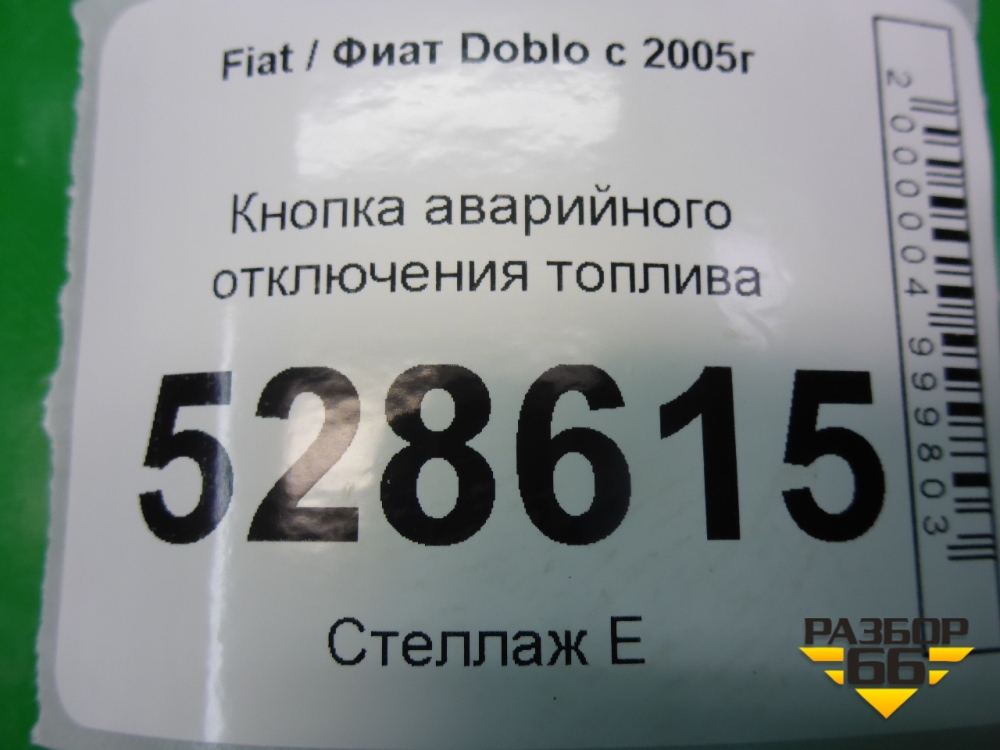 Fiat / Фиат Doblo с 2005г
Кнопка аварийного
отключения топлива
528615
Стеллаж Е
2000004999803
РАЗБОР
66